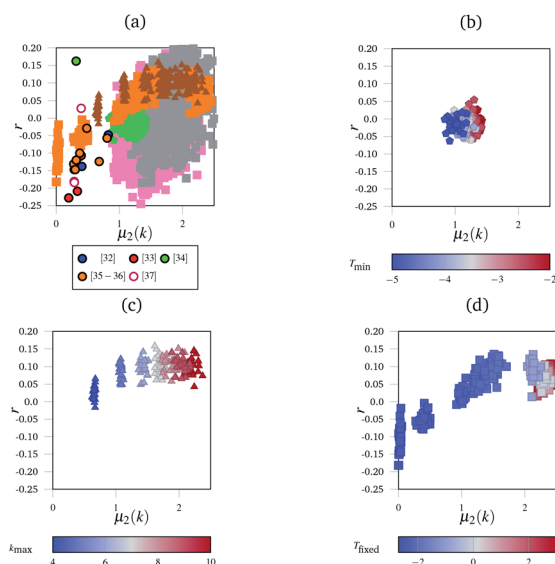 (a)
0.20
0.15
0.10
0.05
0.0
-0.05
-0.10
-0.15
-0.20
-0.25
r
0 1 2
μ₂(k)
[32] [33] [34]
[35 − 36] [37]
(b)
0.20
0.15
0.10
0.05
0.0
-0.05
-0.10
-0.15
-0.20
-0.25
r
0 1 2
μ₂(k)
Tmin
−5 −4 −3 −2
(c)
0.20
0.15
0.10
0.05
0.0
-0.05
-0.10
-0.15
-0.20
-0.25
r
0 1 2
μ₂(k)
kmax
4 6 8 10
(d)
0.20
0.15
0.10
0.05
0.0
-0.05
-0.10
-0.15
-0.20
-0.25
r
0 1 2
μ₂(k)
Tfixed
−2 0 2